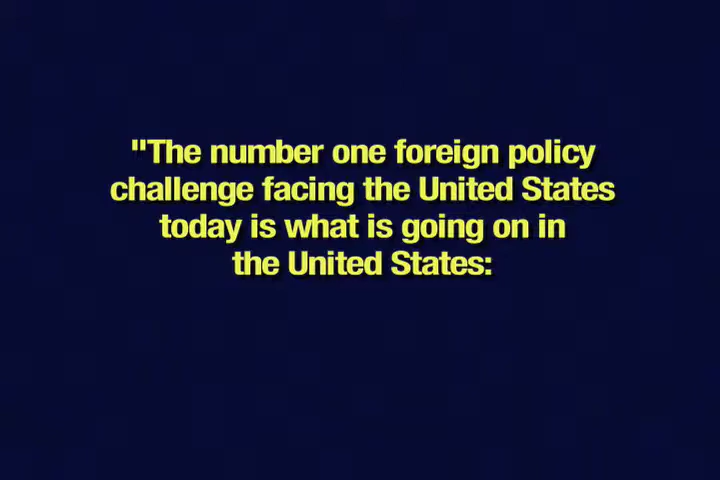 "The number one foreign policy
challenge facing the United States
today is what is going on in
the United States: